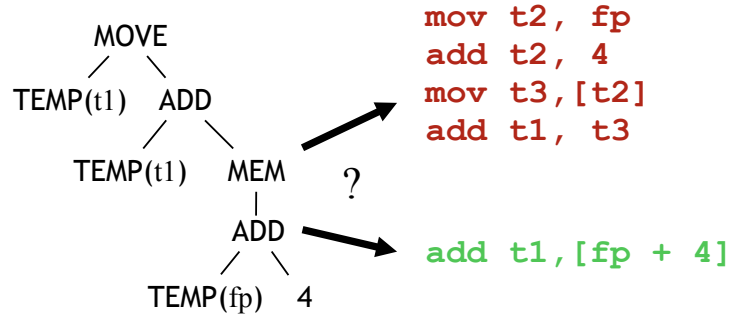 MOVE
TEMP(t1) ADD
TEMP(t1) MEM
?
ADD
TEMP(fp) 4
mov t2, fp
add t2, 4
mov t3,[t2]
add t1, t3
add t1,[fp + 4]